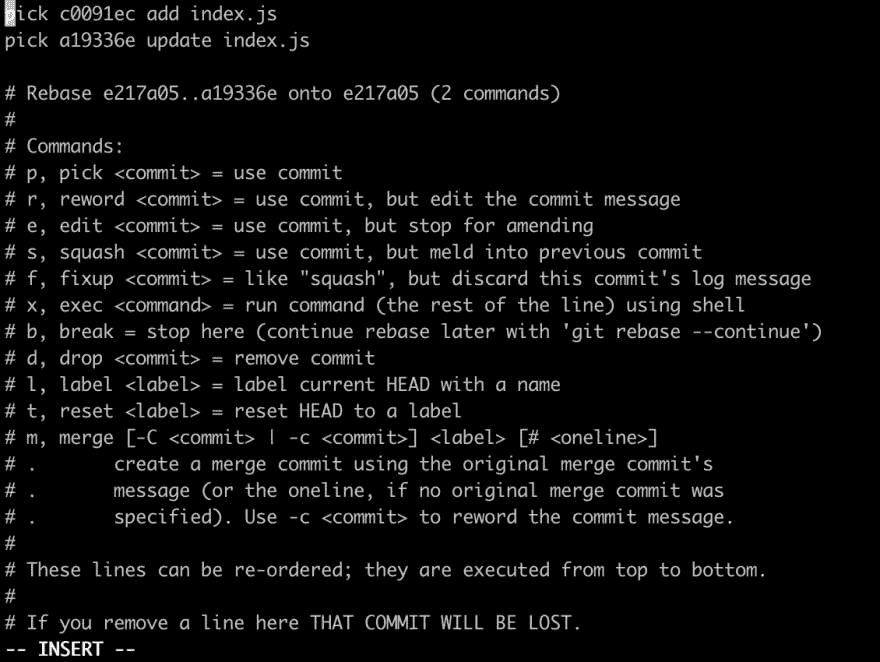 pick c0091ec add index.js
pick a19336e update index.js

# Rebase e217a05..a19336e onto e217a05 (2 commands)
#
# Commands:
# p, pick <commit> = use commit
# r, reword <commit> = use commit, but edit the commit message
# e, edit <commit> = use commit, but stop for amending
# s, squash <commit> = use commit, but meld into previous commit
# f, fixup <commit> = like "squash", but discard this commit's log message
# x, exec <command> = run command (the rest of the line) using shell
# b, break = stop here (continue rebase later with 'git rebase --continue')
# d, drop <commit> = remove commit
# l, label <label> = label current HEAD with a name
# t, reset <label> = reset HEAD to a label
# m, merge [-C <commit> | -c <commit>] <label> [# <oneline>]
# .       create a merge commit using the original merge commit's
# .       message (or the oneline, if no original merge commit was
# .       specified). Use -c <commit> to reword the commit message.
#
# These lines can be re-ordered; they are executed from top to bottom.
#
# If you remove a line here THAT COMMIT WILL BE LOST.
-- INSERT --